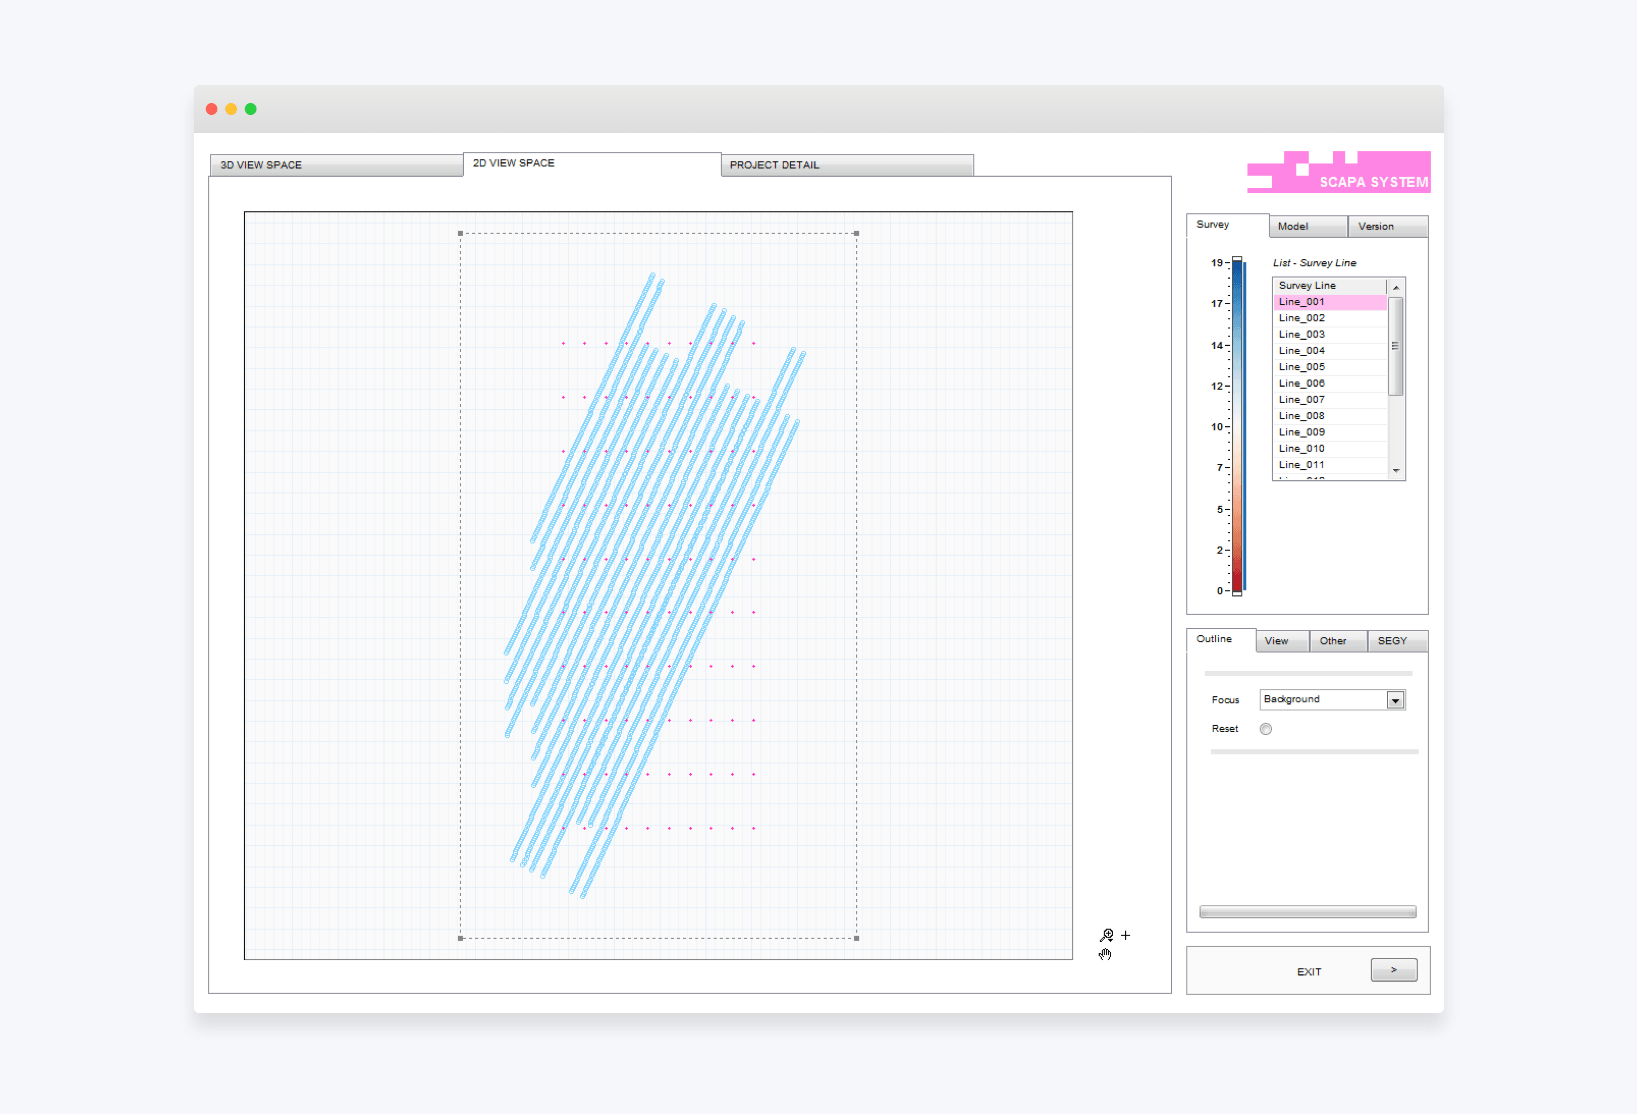 3D VIEW SPACE
2D VIEW SPACE
PROJECT DETAIL
SCAPA SYSTEM
Survey
Model
Version
List - Survey Line
19
17
14
12
10
7
5
2
0
Survey Line
Line_001
Line_002
Line_003
Line_004
Line_005
Line_006
Line_007
Line_008
Line_009
Line_010
Line_011
Outline
View
Other
SEGY
Focus
Background
Reset
EXIT
>